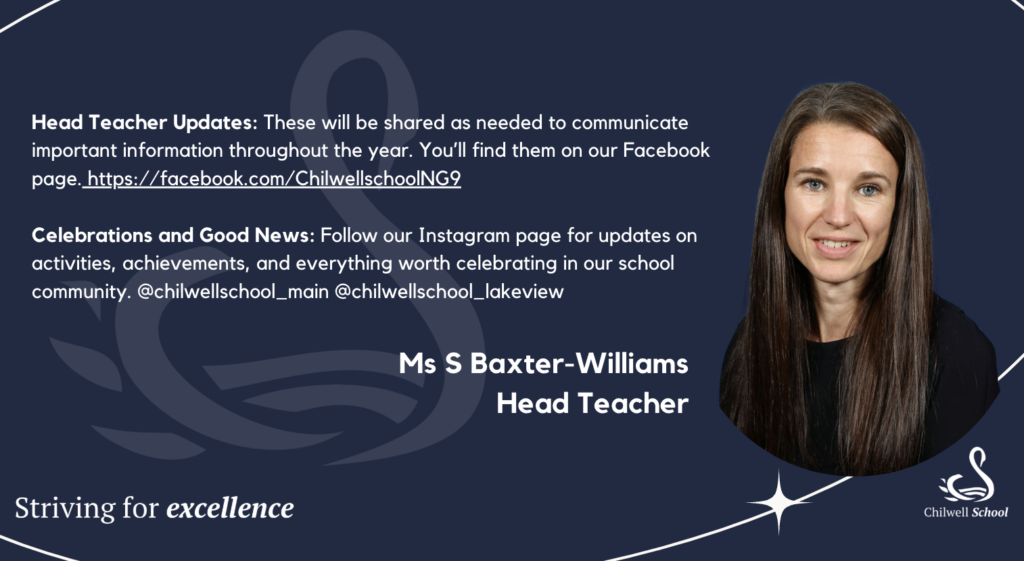 Head Teacher Updates: These will be shared as needed to communicate
important information throughout the year. You’ll find them on our Facebook
page. https://facebook.com/ChilwellschoolNG9
Celebrations and Good News: Follow our Instagram page for updates on
activities, achievements, and everything worth celebrating in our school
community. @chilwellschool_main @chilwellschool_lakeview
Ms S Baxter-Williams
Head Teacher
Striving for excellence
Chilwell School